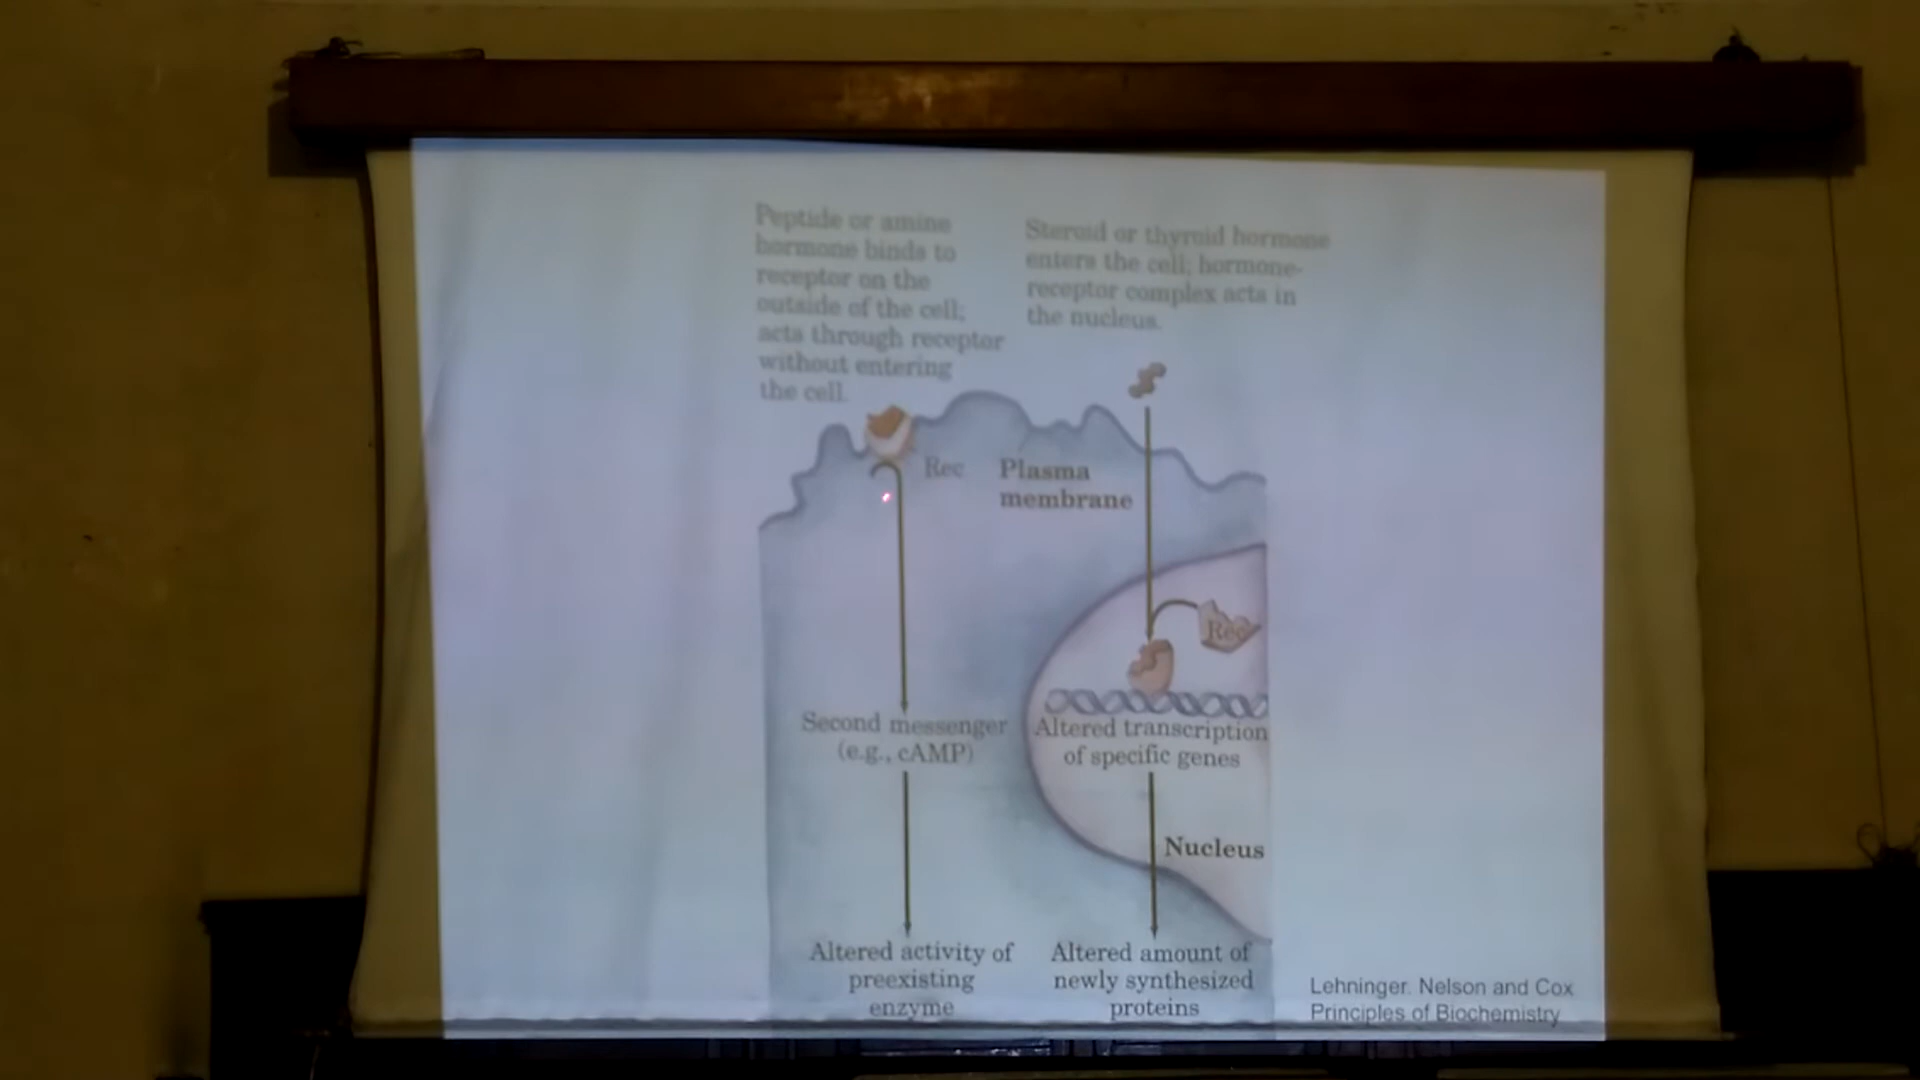 Peptide or amine
hormone binds to
receptor on the
outside of the cell;
acts through receptor
without entering
the cell.
Steroid or thyroid hormone
enters the cell; hormone-
receptor complex acts in
the nucleus.
Rec
Plasma
membrane
Rec
Second messenger
(e.g., cAMP)
Altered transcription
of specific genes
Nucleus
Altered activity of
preexisting
enzyme
Altered amount of
newly synthesized
proteins
Lehninger. Nelson and Cox
Principles of Biochemistry